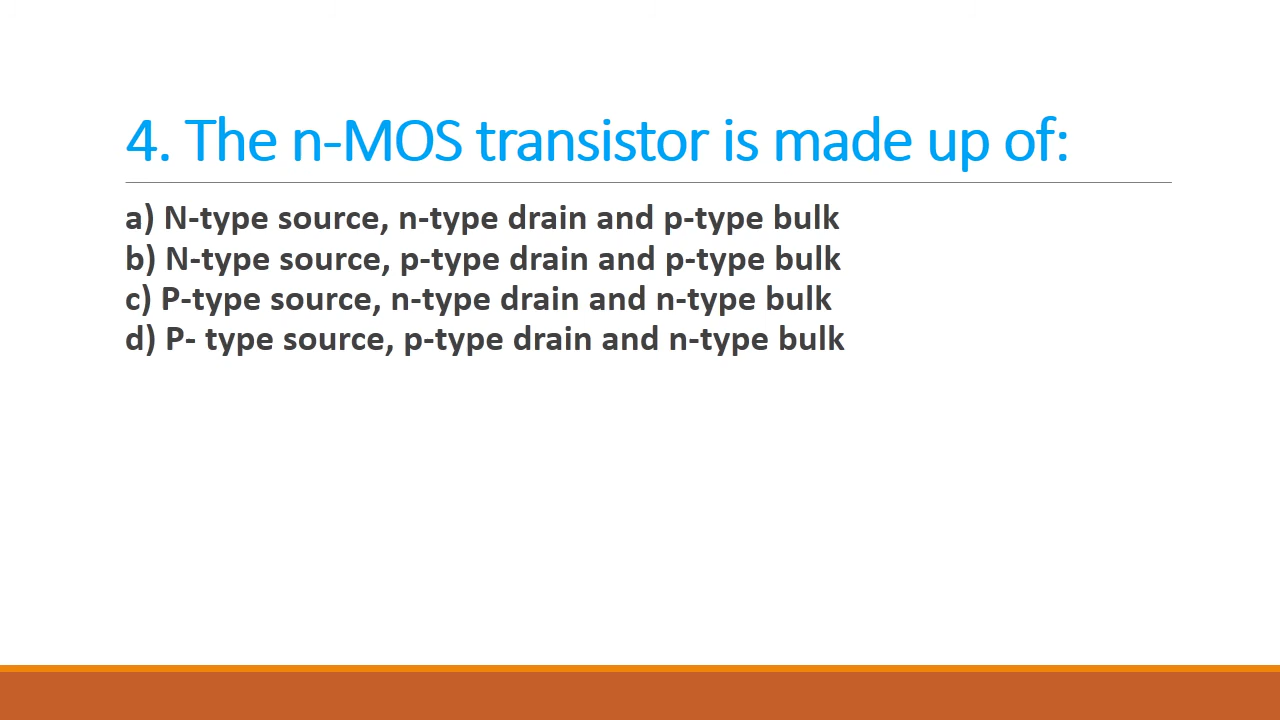 4. The n-MOS transistor is made up of:
a) N-type source, n-type drain and p-type bulk
b) N-type source, p-type drain and p-type bulk
c) P-type source, n-type drain and n-type bulk
d) P- type source, p-type drain and n-type bulk